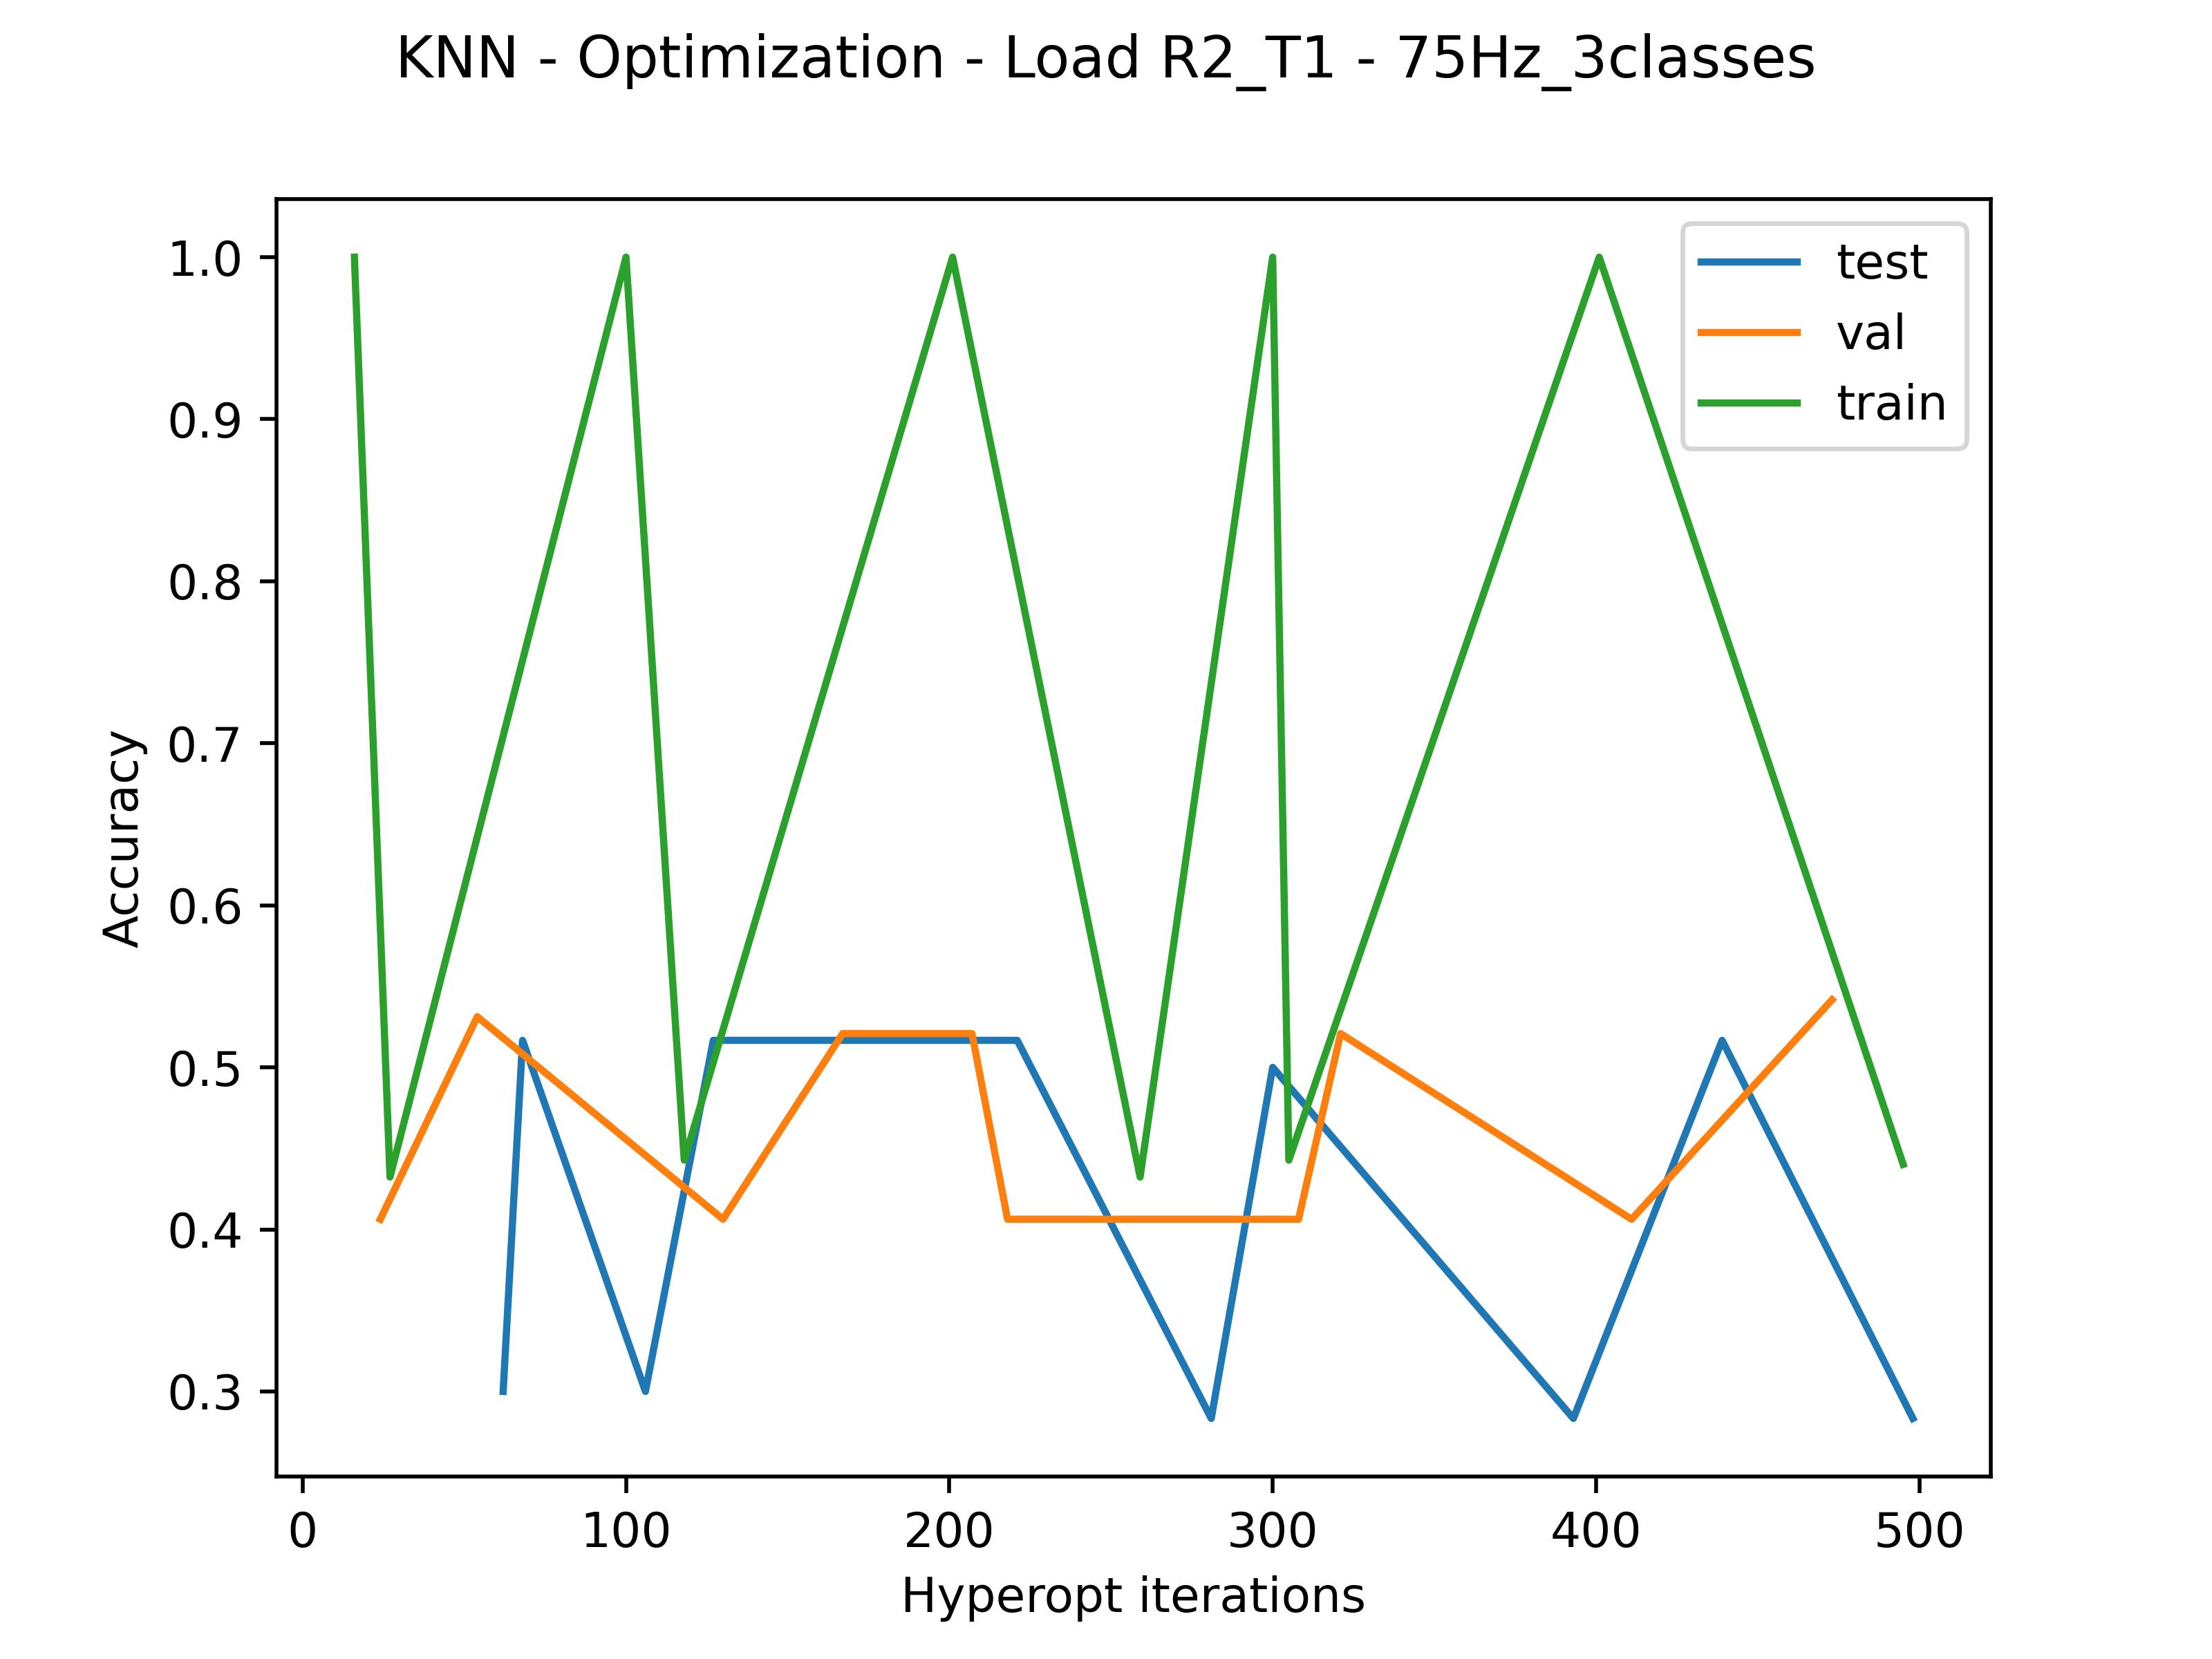 KNN - Optimization - Load R2_T1 - 75Hz_3classes
test
val
train
1.0
0.9
0.8
0.7
0.6
0.5
0.4
0.3
Accuracy
0 100 200 300 400 500
Hyperopt iterations